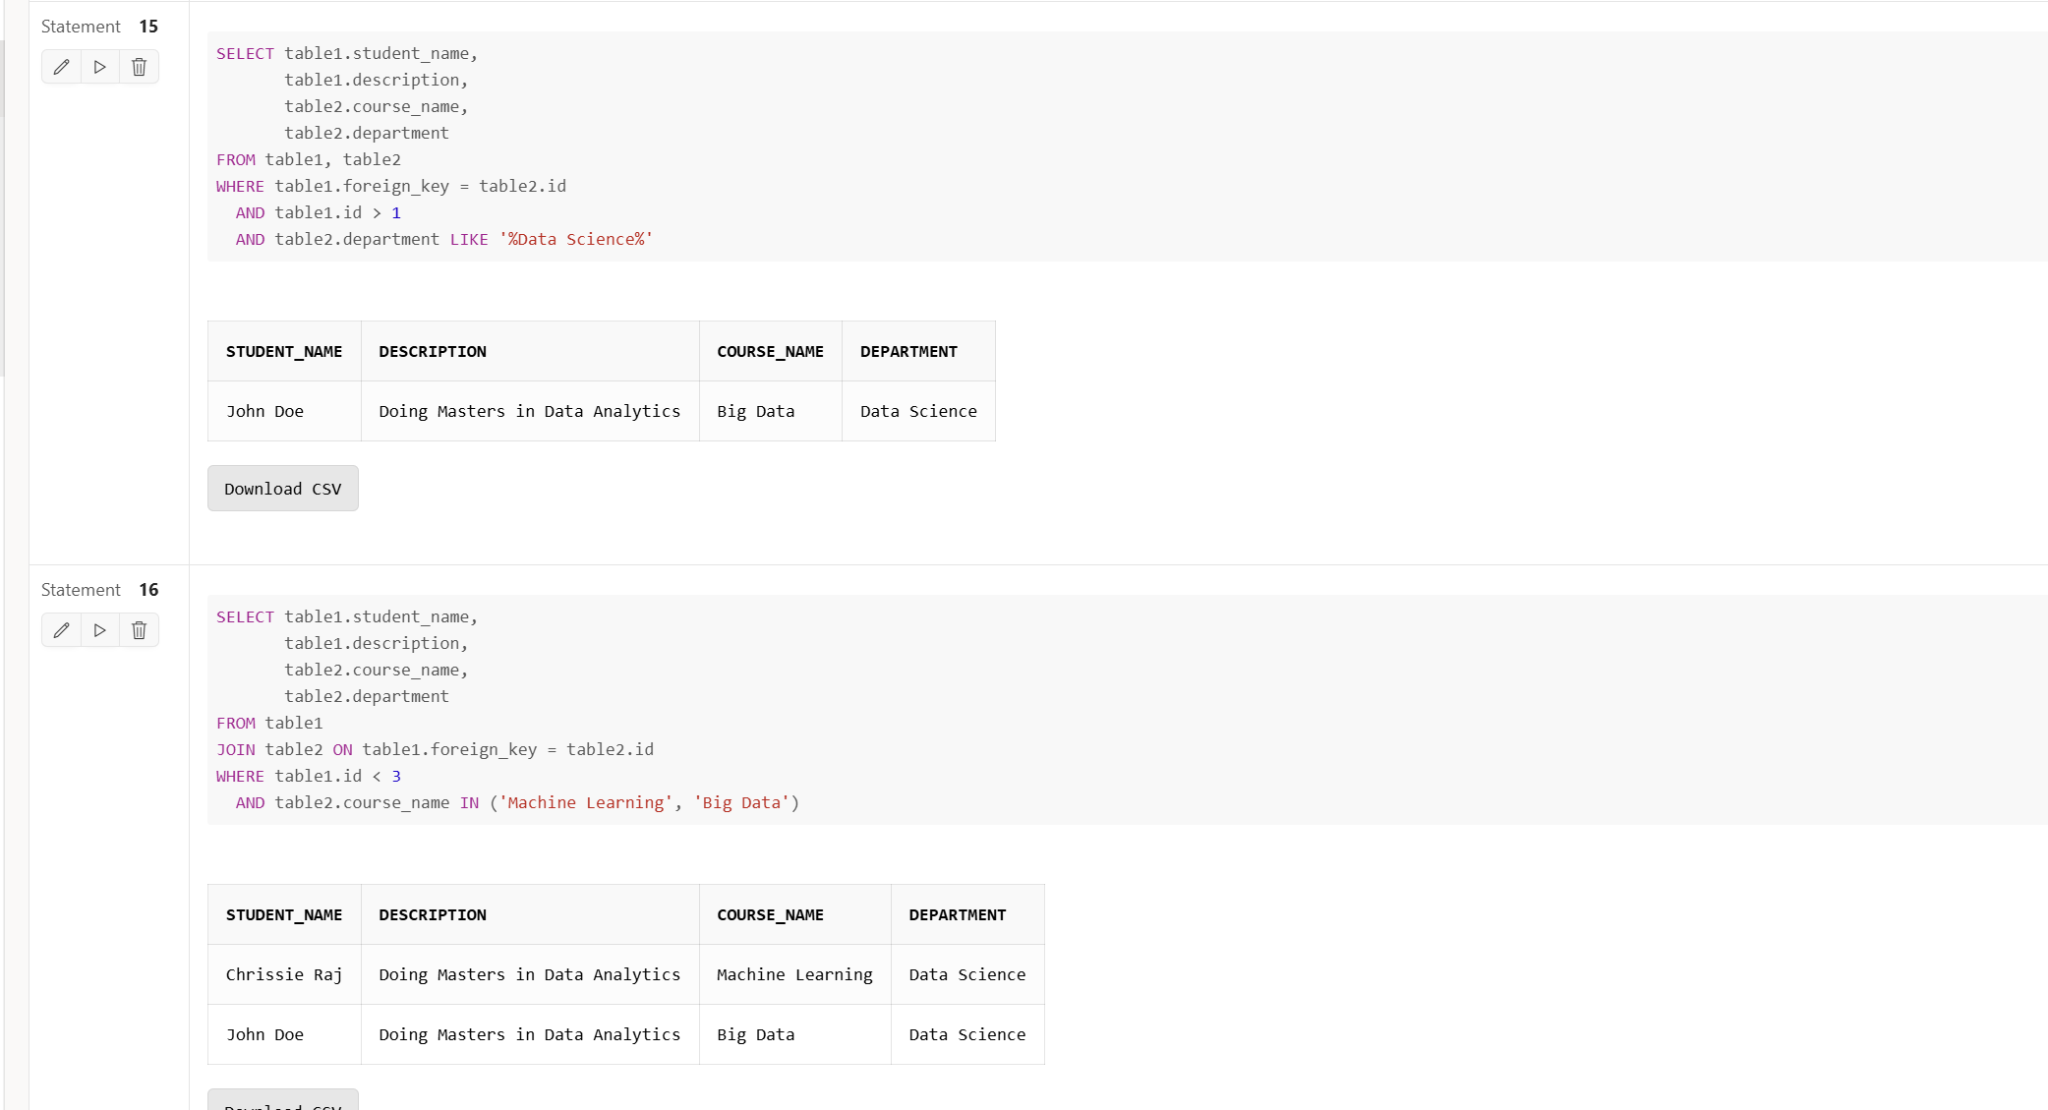 Statement 15
SELECT table1.student_name,
table1.description,
table2.course_name,
table2.department
FROM table1, table2
WHERE table1.foreign_key = table2.id
AND table1.id > 1
AND table2.department LIKE '%Data Science%'
STUDENT_NAME DESCRIPTION COURSE_NAME DEPARTMENT
John Doe Doing Masters in Data Analytics Big Data Data Science
Download CSV
Statement 16
SELECT table1.student_name,
table1.description,
table2.course_name,
table2.department
FROM table1
JOIN table2 ON table1.foreign_key = table2.id
WHERE table1.id < 3
AND table2.course_name IN ('Machine Learning', 'Big Data')
STUDENT_NAME DESCRIPTION COURSE_NAME DEPARTMENT
Chrissie Raj Doing Masters in Data Analytics Machine Learning Data Science
John Doe Doing Masters in Data Analytics Big Data Data Science
Download CSV